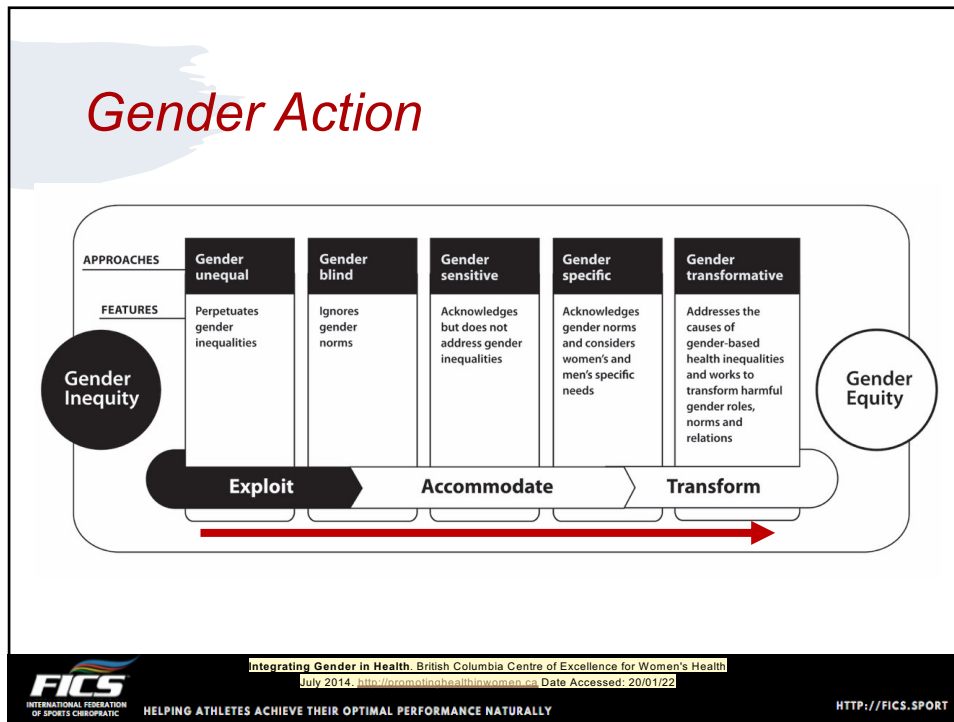 Gender Action
APPROACHES
Gender
unequal
Gender
blind
Gender
sensitive
Gender
specific
Gender
transformative
FEATURES
Perpetuates
gender
inequalities
Ignores
gender
norms
Acknowledges
but does not
address gender
inequalities
Acknowledges
gender norms
and considers
women's and
men's specific
needs
Addresses the
causes of
gender-based
health inequalities
and works to
transform harmful
gender roles,
norms and
relations
Gender
Inequity
Gender
Equity
Exploit
Accommodate
Transform
Integrating Gender in Health. British Columbia Centre of Excellence for Women's Health
July 2014. http://promotinghealthinwomen.ca Date Accessed: 20/01/22
FICS
INTERNATIONAL FEDERATION
OF SPORTS CHIROPRATIC
HELPING ATHLETES ACHIEVE THEIR OPTIMAL PERFORMANCE NATURALLY
HTTP://FICS.SPORT